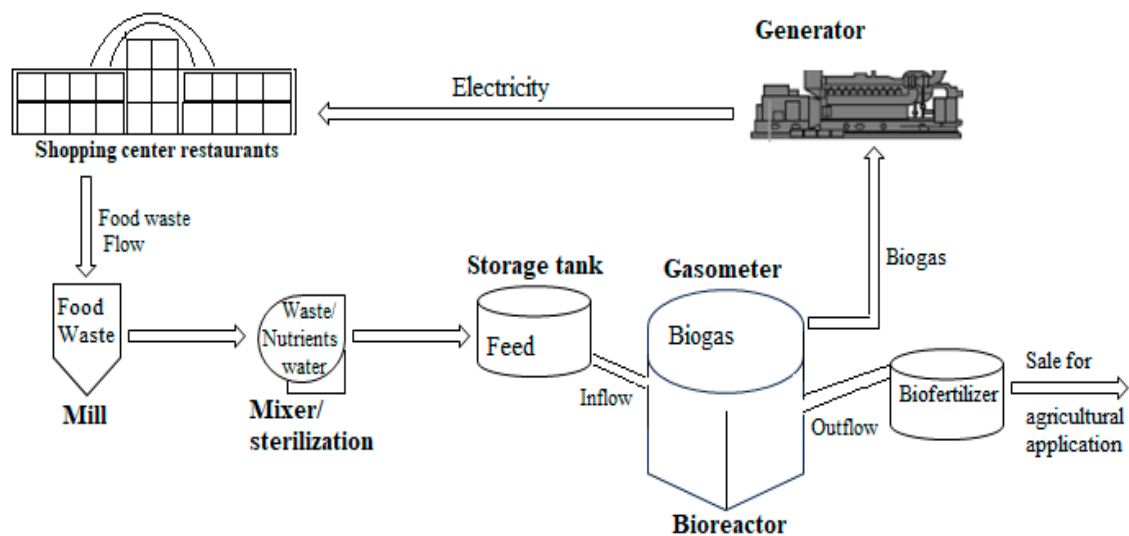 Generator
Electricity
Shopping center restaurants
Food waste
Flow
Food
Waste
Mill
Waste/
Nutrients
water
Mixer/
sterilization
Storage tank
Feed
Inflow
Gasometer
Biogas
Bioreactor
Biogas
Outflow
Biofertilizer
Sale for
agricultural
application